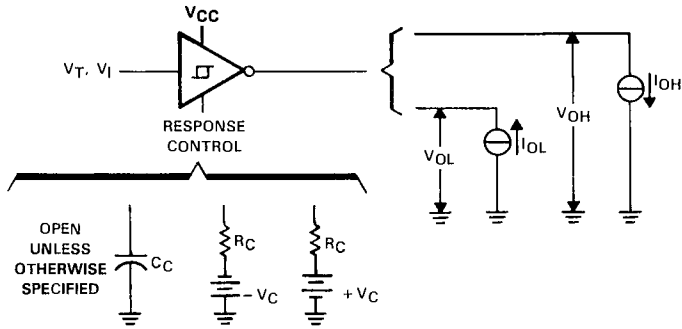 VCC
VT, VI
RESPONSE
CONTROL
IOH
VOH
IOL
VOL
OPEN
UNLESS
OTHERWISE
SPECIFIED
CC
RC
– VC
RC
+ VC